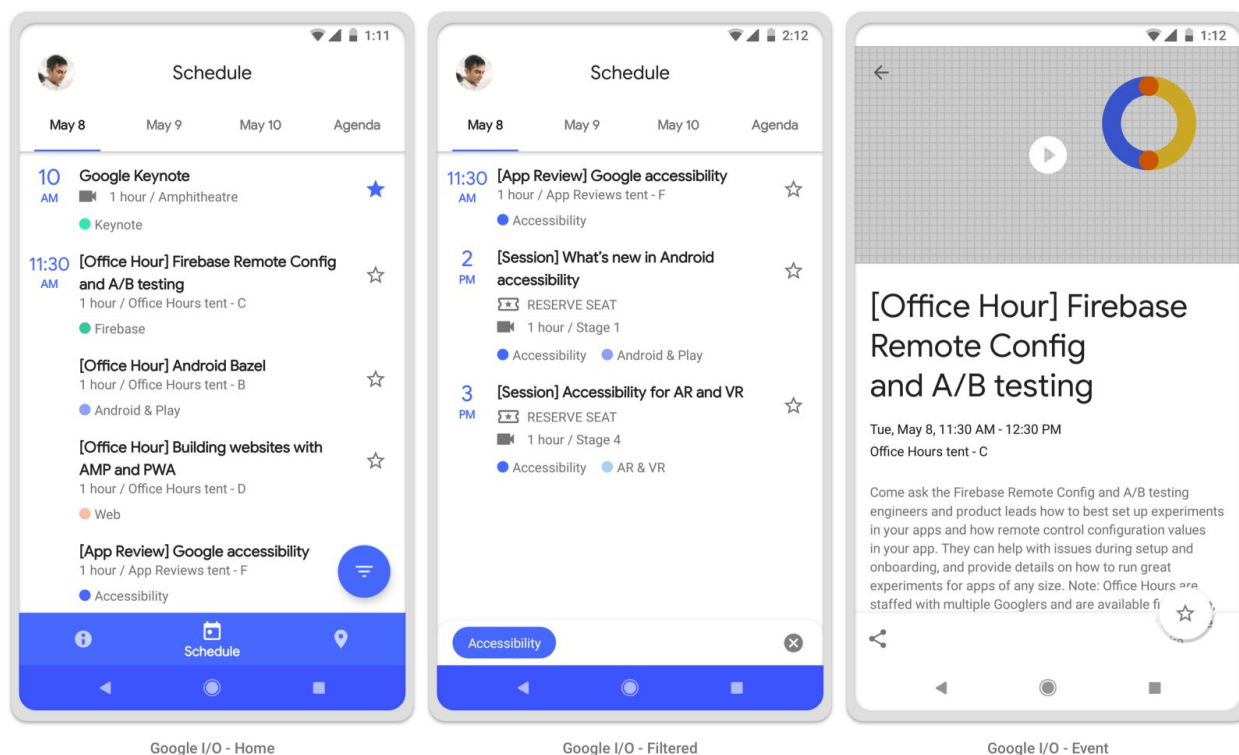 1:11
Schedule
May 8 May 9 May 10 Agenda
10 AM
Google Keynote
1 hour / Amphitheatre
Keynote
11:30 AM
[Office Hour] Firebase Remote Config
and A/B testing
1 hour / Office Hours tent - C
Firebase
[Office Hour] Android Bazel
1 hour / Office Hours tent - B
Android & Play
[Office Hour] Building websites with
AMP and PWA
1 hour / Office Hours tent - D
Web
[App Review] Google accessibility
1 hour / App Reviews tent - F
Accessibility
Schedule
Google I/O - Home
2:12
Schedule
May 8 May 9 May 10 Agenda
11:30 AM
[App Review] Google accessibility
1 hour / App Reviews tent - F
Accessibility
2 PM
[Session] What's new in Android
accessibility
RESERVE SEAT
1 hour / Stage 1
Accessibility Android & Play
3 PM
[Session] Accessibility for AR and VR
RESERVE SEAT
1 hour / Stage 4
Accessibility AR & VR
Accessibility
Google I/O - Filtered
1:12
[Office Hour] Firebase
Remote Config
and A/B testing
Tue, May 8, 11:30 AM - 12:30 PM
Office Hours tent - C
Come ask the Firebase Remote Config and A/B testing
engineers and product leads how to best set up experiments
in your apps and how remote control configuration values
in your app. They can help with issues during setup and
onboarding, and provide details on how to run great
experiments for apps of any size. Note: Office Hours are
staffed with multiple Googlers and are available
Google I/O - Event